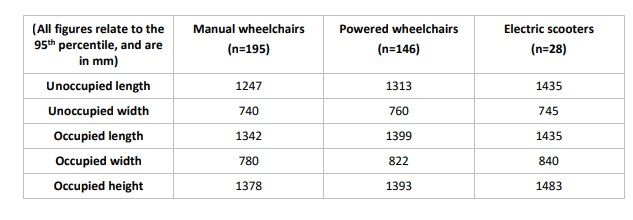 (All figures relate to the 95th percentile, and are in mm) Manual wheelchairs (n=195) Powered wheelchairs (n=146) Electric scooters (n=28)
Unoccupied length 1247 1313 1435
Unoccupied width 740 760 745
Occupied length 1342 1399 1435
Occupied width 780 822 840
Occupied height 1378 1393 1483